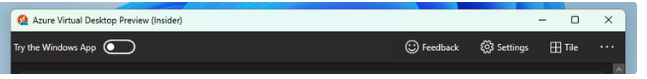 Azure Virtual Desktop Preview (Insider)
Try the Windows App Feedback Settings Tile